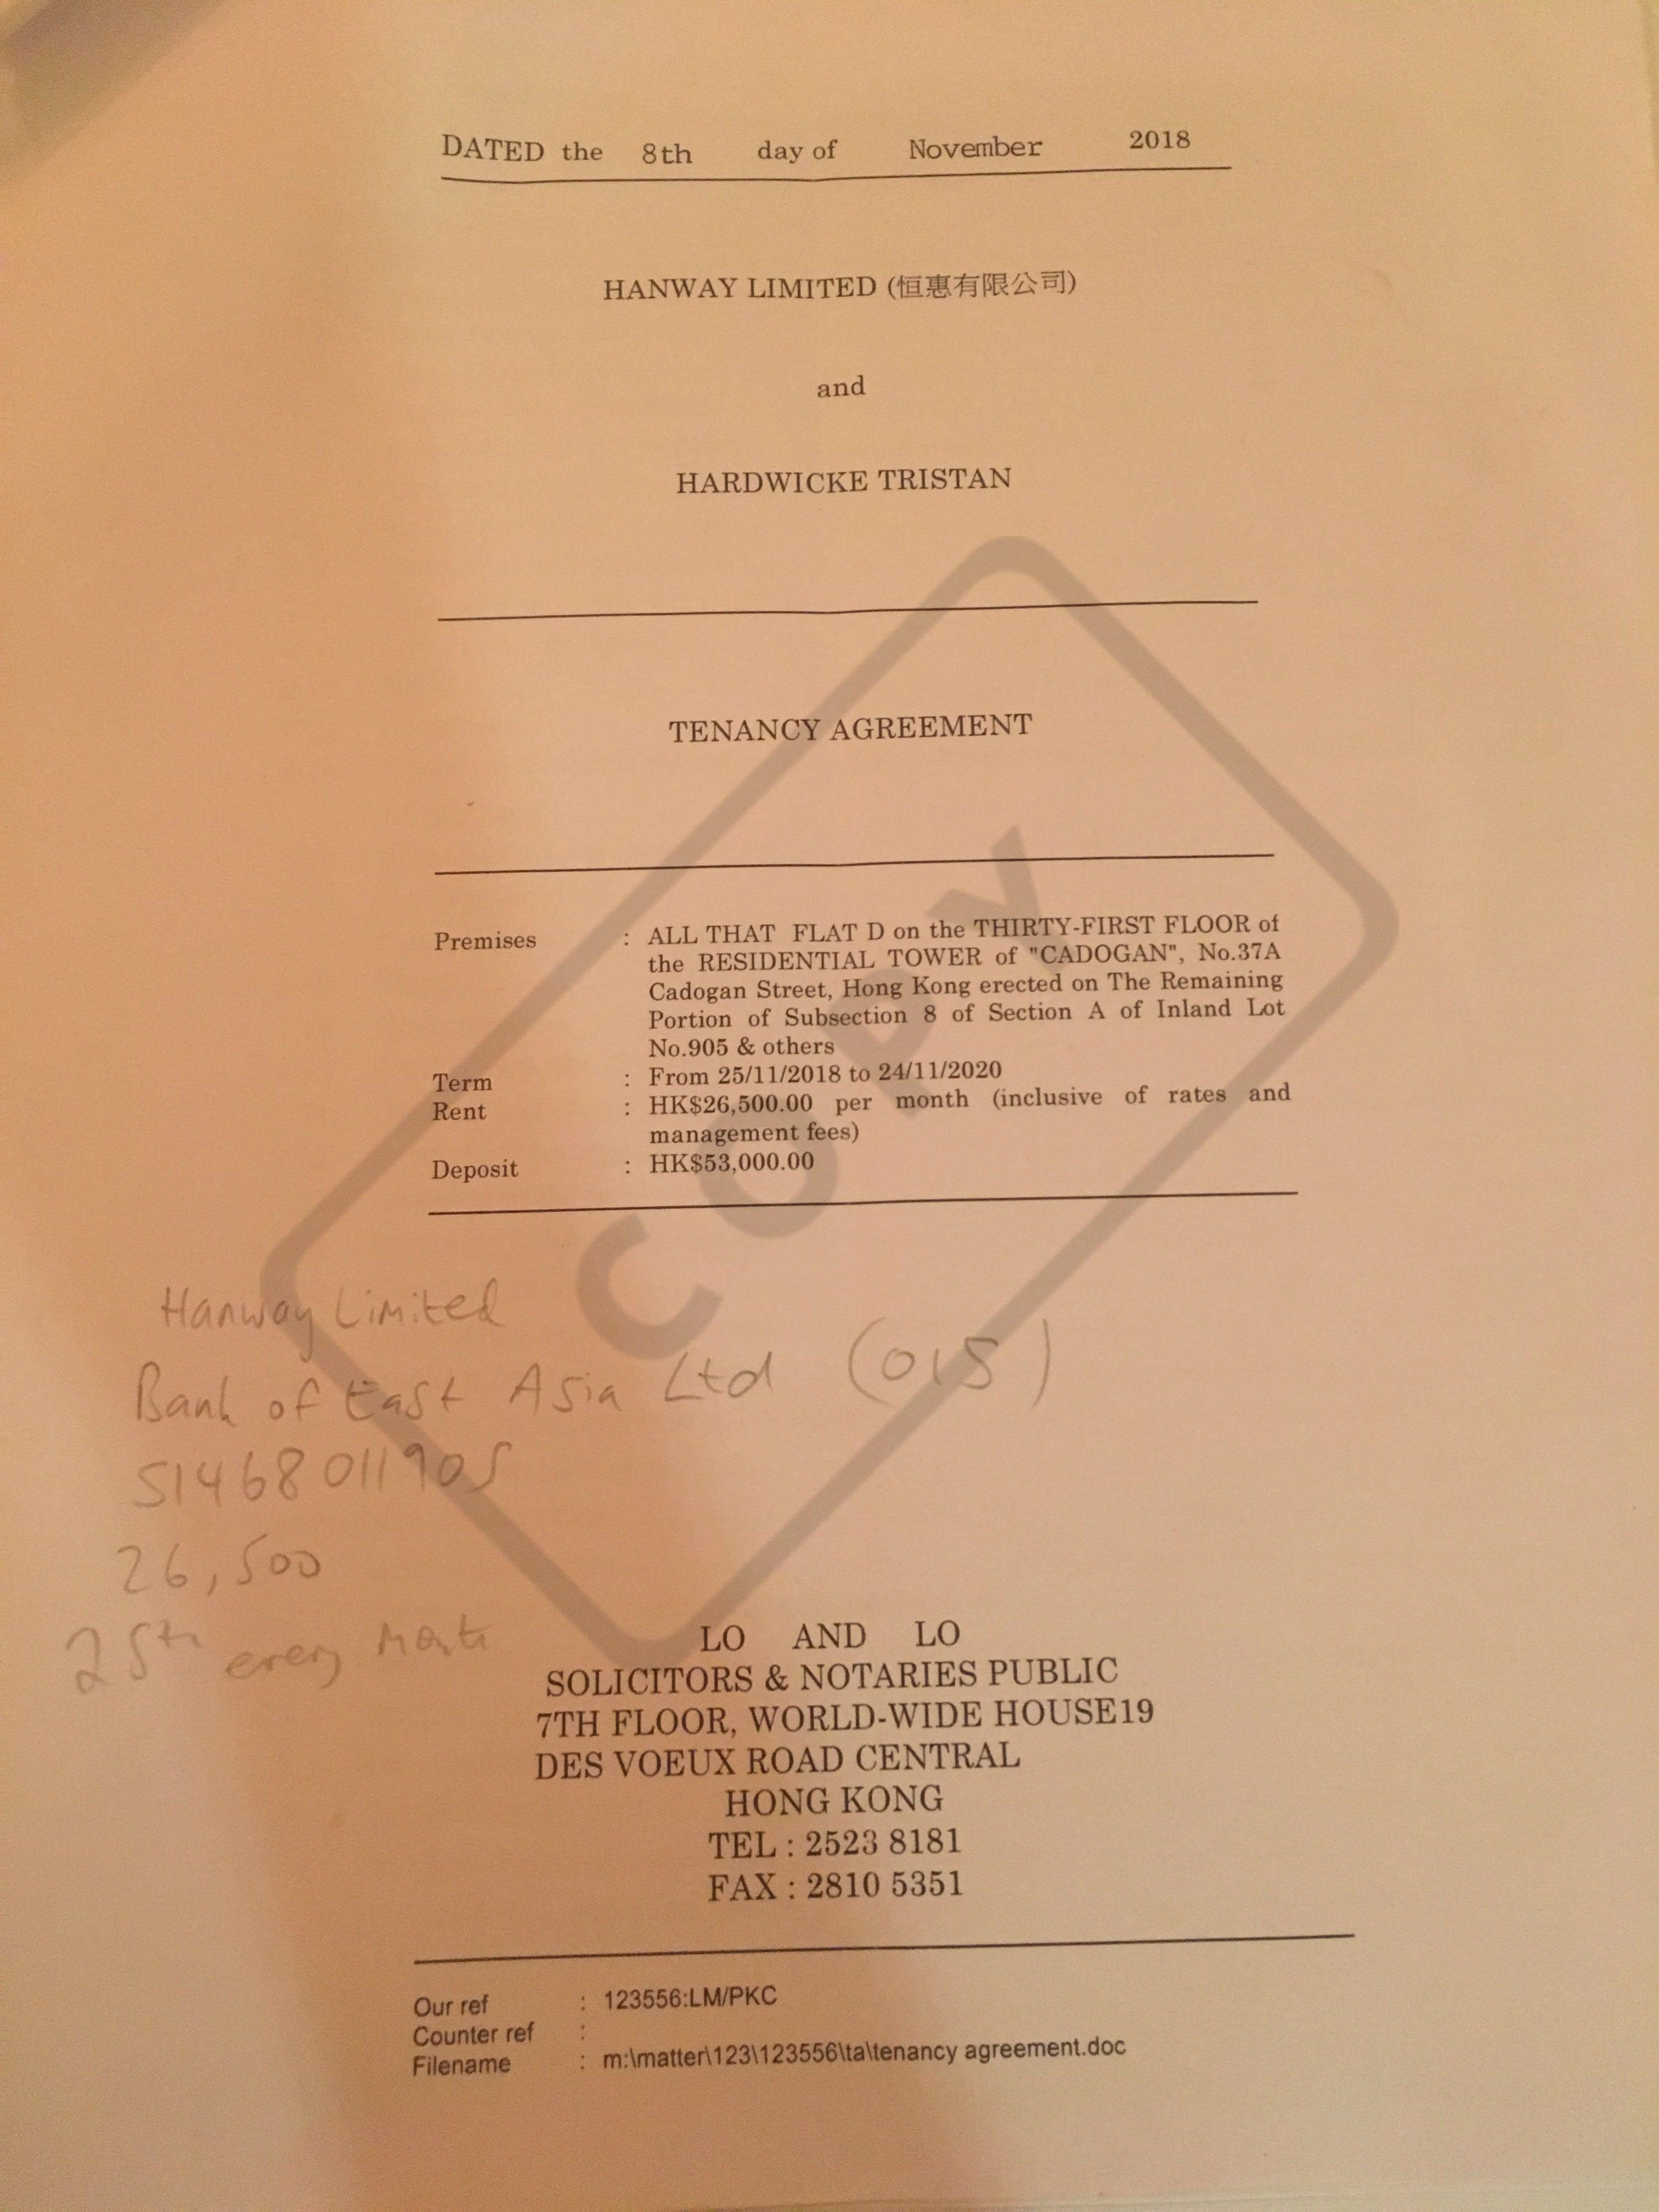 DATED the 8th day of November 2018
HANWAY LIMITED (恒惠有限公司)
and
HARDWICKE TRISTAN
TENANCY AGREEMENT
Premises : ALL THAT FLAT D on the THIRTY-FIRST FLOOR of
the RESIDENTIAL TOWER of "CADOGAN", No.37A
Cadogan Street, Hong Kong erected on The Remaining
Portion of Subsection 8 of Section A of Inland Lot
No.905 & others
Term : From 25/11/2018 to 24/11/2020
Rent : HK$26,500.00 per month (inclusive of rates and
management fees)
Deposit : HK$53,000.00
COPY
Hanway Limited
Bank of East Asia Ltd (015)
51468011905
26,500
25th every Month
LO AND LO
SOLICITORS & NOTARIES PUBLIC
7TH FLOOR, WORLD-WIDE HOUSE19
DES VOEUX ROAD CENTRAL
HONG KONG
TEL : 2523 8181
FAX : 2810 5351
Our ref : 123556:LM/PKC
Counter ref :
Filename : m:\matter\123\123556\ta\tenancy agreement.doc